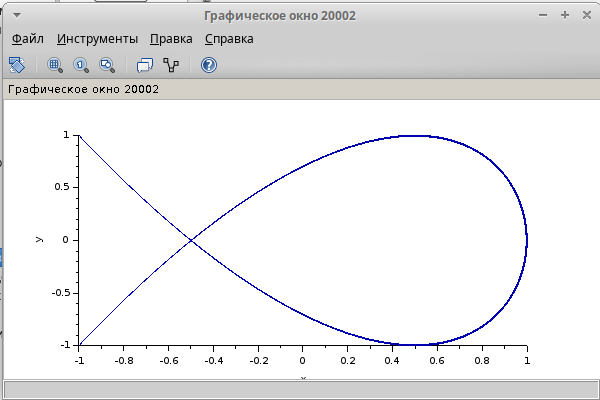 Графическое окно 20002
Файл Инструменты Правка Справка
Графическое окно 20002
1
0.5
y
0
-0.5
-1
-1 -0.8 -0.6 -0.4 -0.2 0 0.2 0.4 0.6 0.8 1